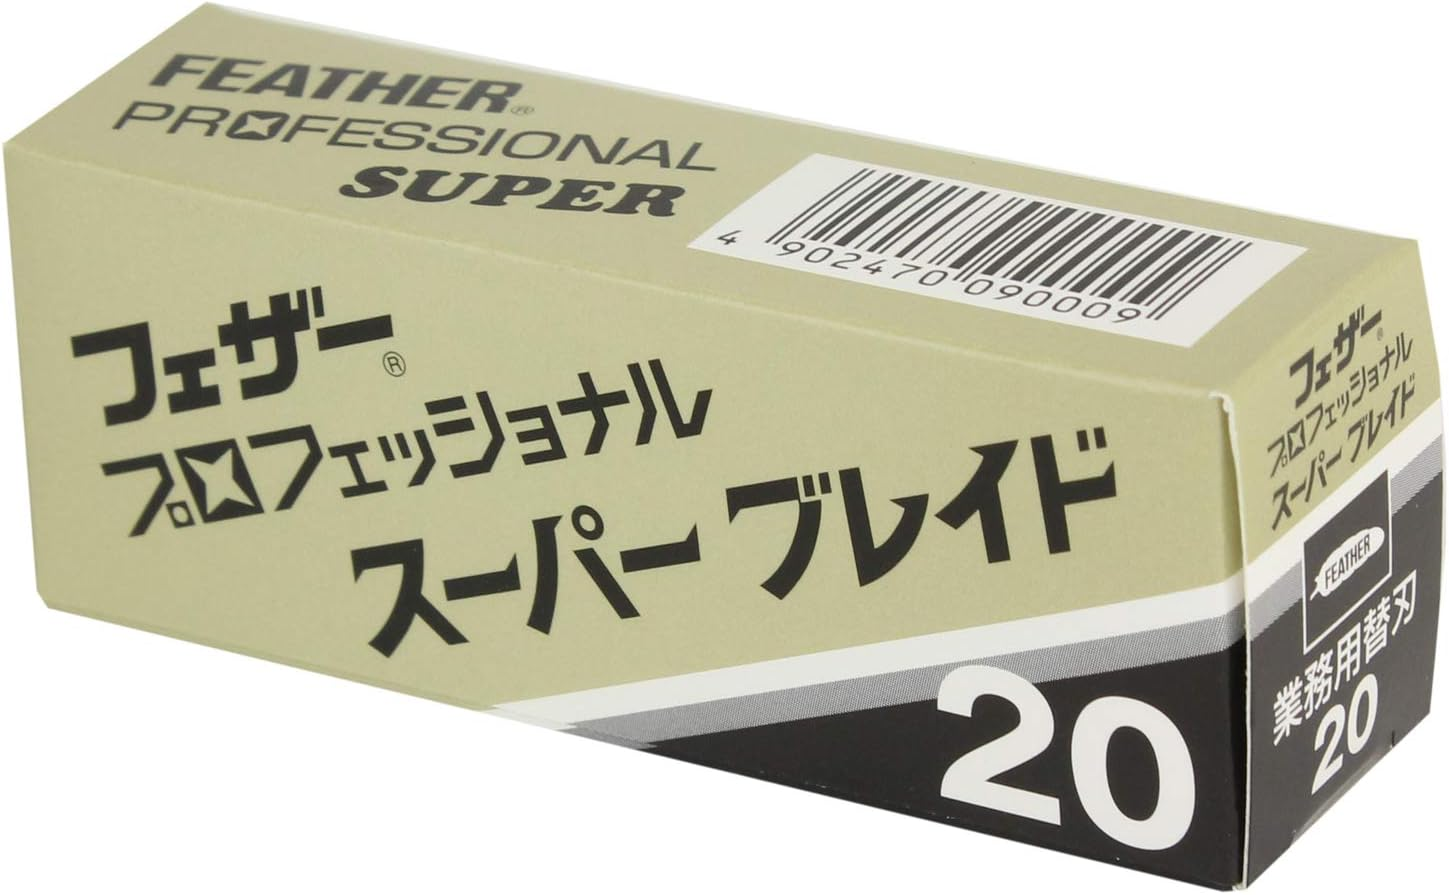 FEATHER®
PROFESSIONAL
SUPER
4 902470 090009
フェザー®
プロフェッショナル
スーパー ブレイド
20
フェザー®
プロフェッショナル
スーパー ブレイド
FEATHER
業務用替刃
20